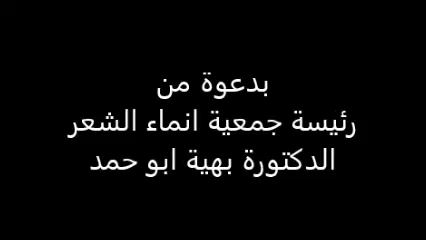 بدعوة من
رئيسة جمعية انماء الشعر
الدكتورة بهية ابو حمد